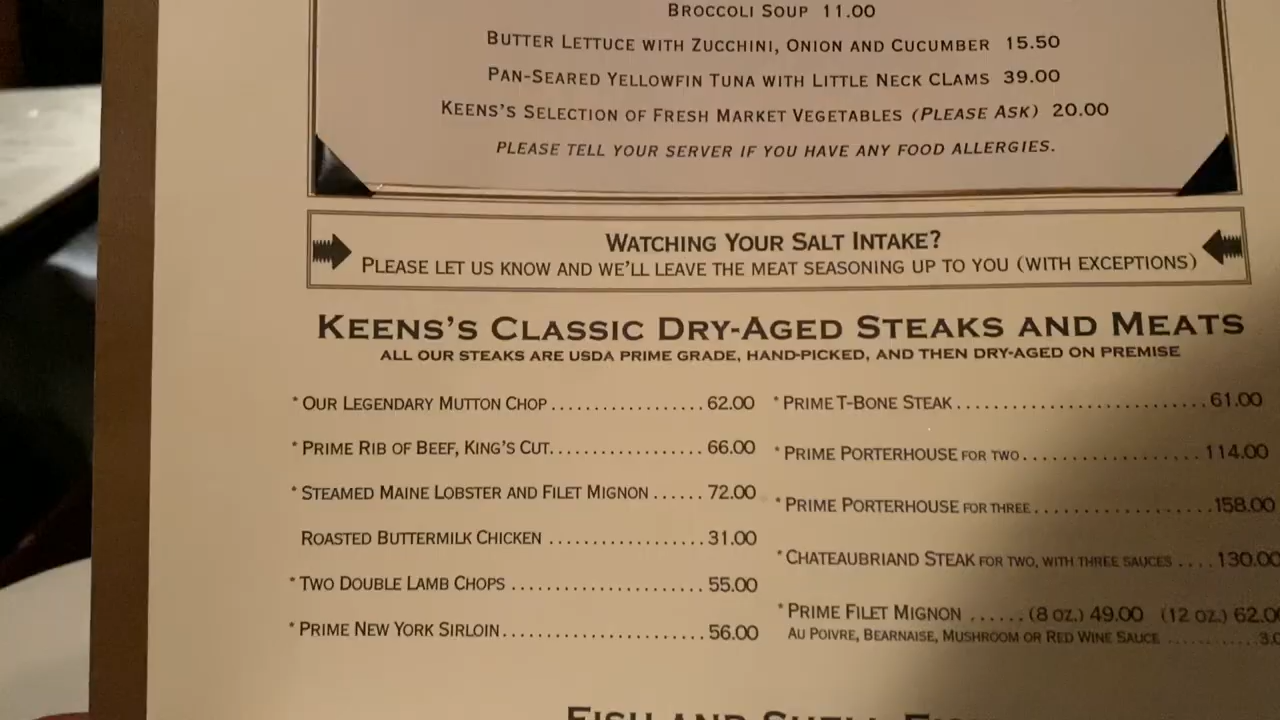 BROCCOLI SOUP 11.00
BUTTER LETTUCE WITH ZUCCHINI, ONION AND CUCUMBER 15.50
PAN-SEARED YELLOWFIN TUNA WITH LITTLE NECK CLAMS 39.00
KEENS'S SELECTION OF FRESH MARKET VEGETABLES (PLEASE ASK) 20.00
PLEASE TELL YOUR SERVER IF YOU HAVE ANY FOOD ALLERGIES.
WATCHING YOUR SALT INTAKE?
PLEASE LET US KNOW AND WE'LL LEAVE THE MEAT SEASONING UP TO YOU (WITH EXCEPTIONS)
KEENS'S CLASSIC DRY-AGED STEAKS AND MEATS
ALL OUR STEAKS ARE USDA PRIME GRADE, HAND-PICKED, AND THEN DRY-AGED ON PREMISE
* OUR LEGENDARY MUTTON CHOP .................. 62.00
* PRIME RIB OF BEEF, KING'S CUT.................. 66.00
* STEAMED MAINE LOBSTER AND FILET MIGNON ...... 72.00
ROASTED BUTTERMILK CHICKEN ................... 31.00
* TWO DOUBLE LAMB CHOPS ....................... 55.00
* PRIME NEW YORK SIRLOIN........................ 56.00
* PRIME T-BONE STEAK.............................. 61.00
* PRIME PORTERHOUSE FOR TWO..................... 114.00
* PRIME PORTERHOUSE FOR THREE..................... 158.00
* CHATEAUBRIAND STEAK FOR TWO, WITH THREE SAUCES .... 130.00
* PRIME FILET MIGNON ...... (8 OZ.) 49.00 (12 OZ.) 62.0
AU POIVRE, BEARNAISE, MUSHROOM OR RED WINE SAUCE ........... 3.0
FISH AND